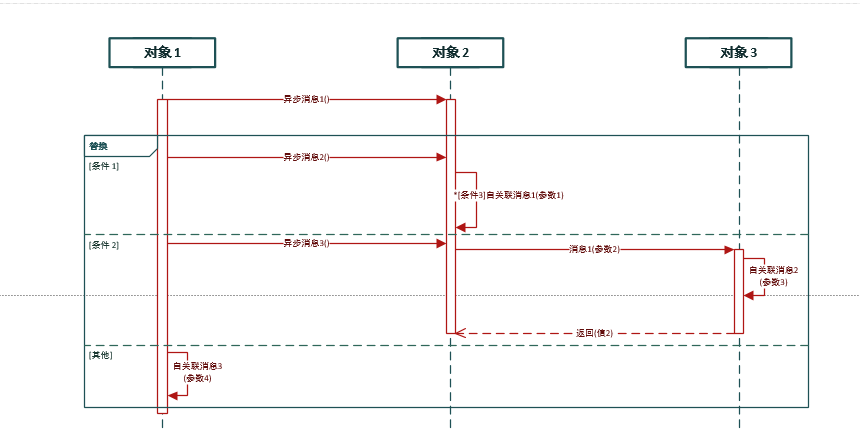 对象 1
对象 2
对象 3
异步消息1()
替换
[条件 1]
异步消息2()
*[条件3]自关联消息1(参数1)
[条件 2]
异步消息3()
消息1(参数2)
自关联消息2
(参数3)
返回(值2)
[其他]
自关联消息3
(参数4)